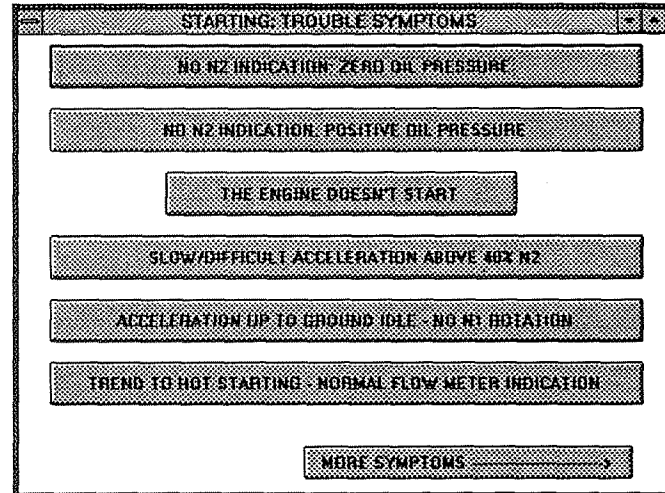 STARTING: TROUBLE SYMPTOMS
NO N2 INDICATION, ZERO OIL PRESSURE
NO N2 INDICATION, POSITIVE OIL PRESSURE
THE ENGINE DOESN'T START
SLOW/DIFFICULT ACCELERATION ABOVE 40% N2
ACCELERATION UP TO GROUND IDLE - NO N1 ROTATION
TREND TO HOT STARTING - NORMAL FLOW METER INDICATION
MORE SYMPTOMS